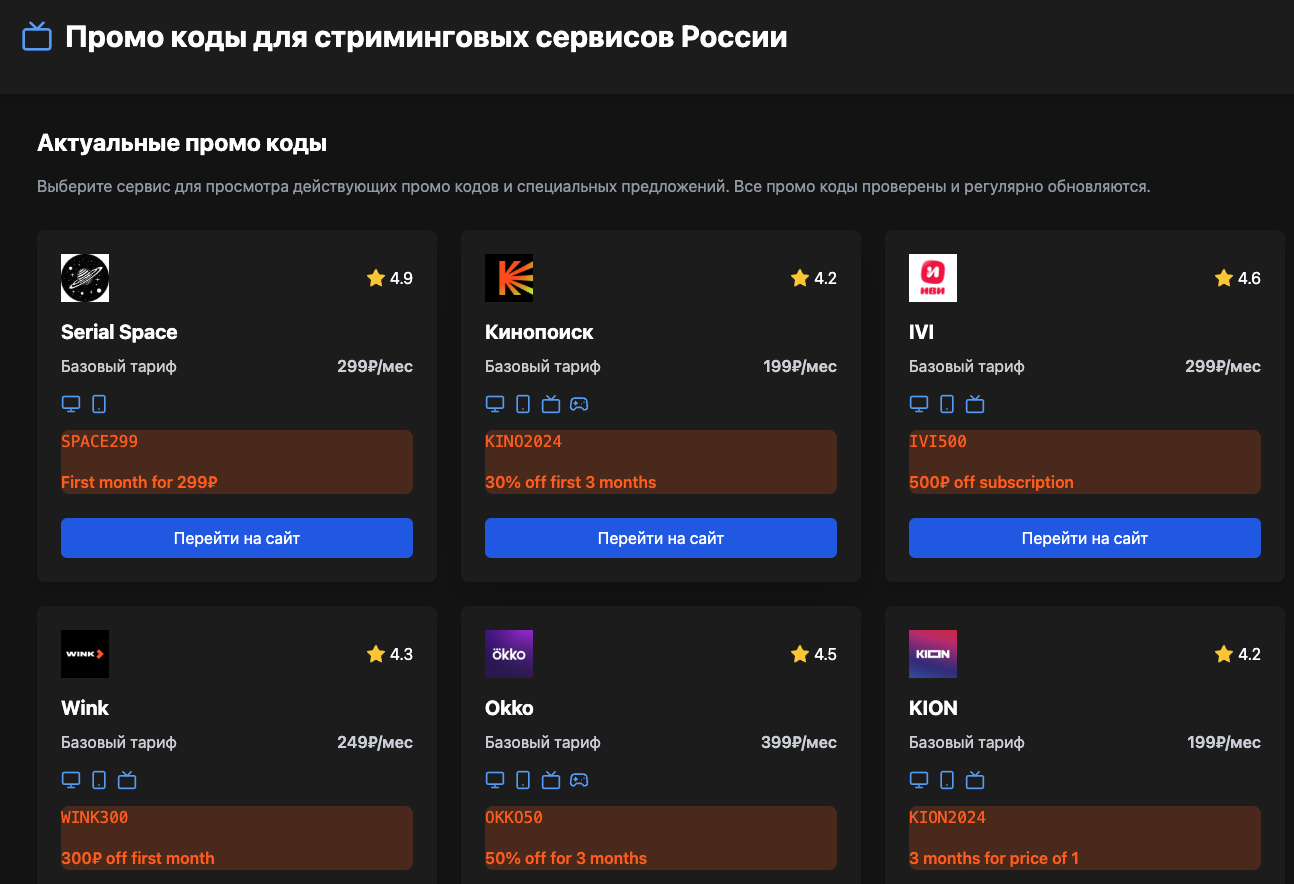 Промо коды для стриминговых сервисов России
Актуальные промо коды
Выберите сервис для просмотра действующих промо кодов и специальных предложений. Все промо коды проверены и регулярно обновляются.
4.9
Serial Space
Базовый тариф 299₽/мес
SPACE299
First month for 299₽
Перейти на сайт
4.2
Кинопоиск
Базовый тариф 199₽/мес
KINO2024
30% off first 3 months
Перейти на сайт
иви
4.6
IVI
Базовый тариф 299₽/мес
IVI500
500₽ off subscription
Перейти на сайт
WINK
4.3
Wink
Базовый тариф 249₽/мес
WINK300
300₽ off first month
ökko
4.5
Okko
Базовый тариф 399₽/мес
OKKO50
50% off for 3 months
KION
4.2
KION
Базовый тариф 199₽/мес
KION2024
3 months for price of 1